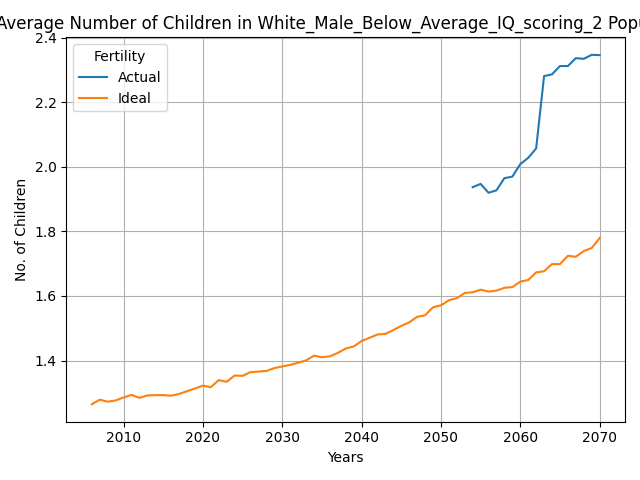 Average Number of Children in White_Male_Below_Average_IQ_scoring_2 Popu
Fertility
Actual
Ideal
No. of Children
2.4
2.2
2.0
1.8
1.6
1.4
2010 2020 2030 2040 2050 2060 2070
Years